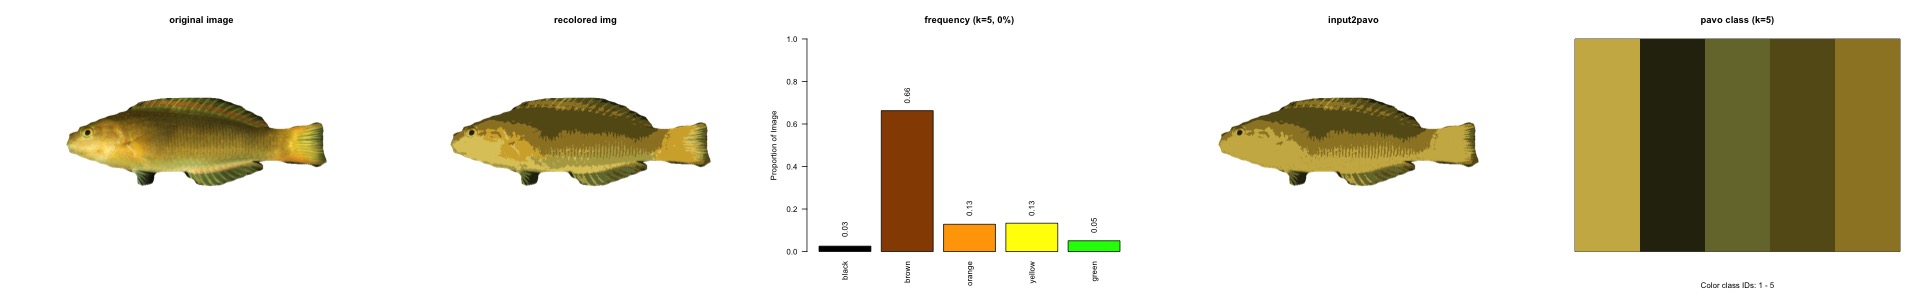 original image
recolored img
frequency (k=5, 0%)
input2pavo
pavo class (k=5)
Proportion of Image
1.0
0.8
0.6
0.4
0.2
0.0
0.03
0.66
0.13
0.13
0.05
black
brown
orange
yellow
green
Color class IDs: 1 - 5